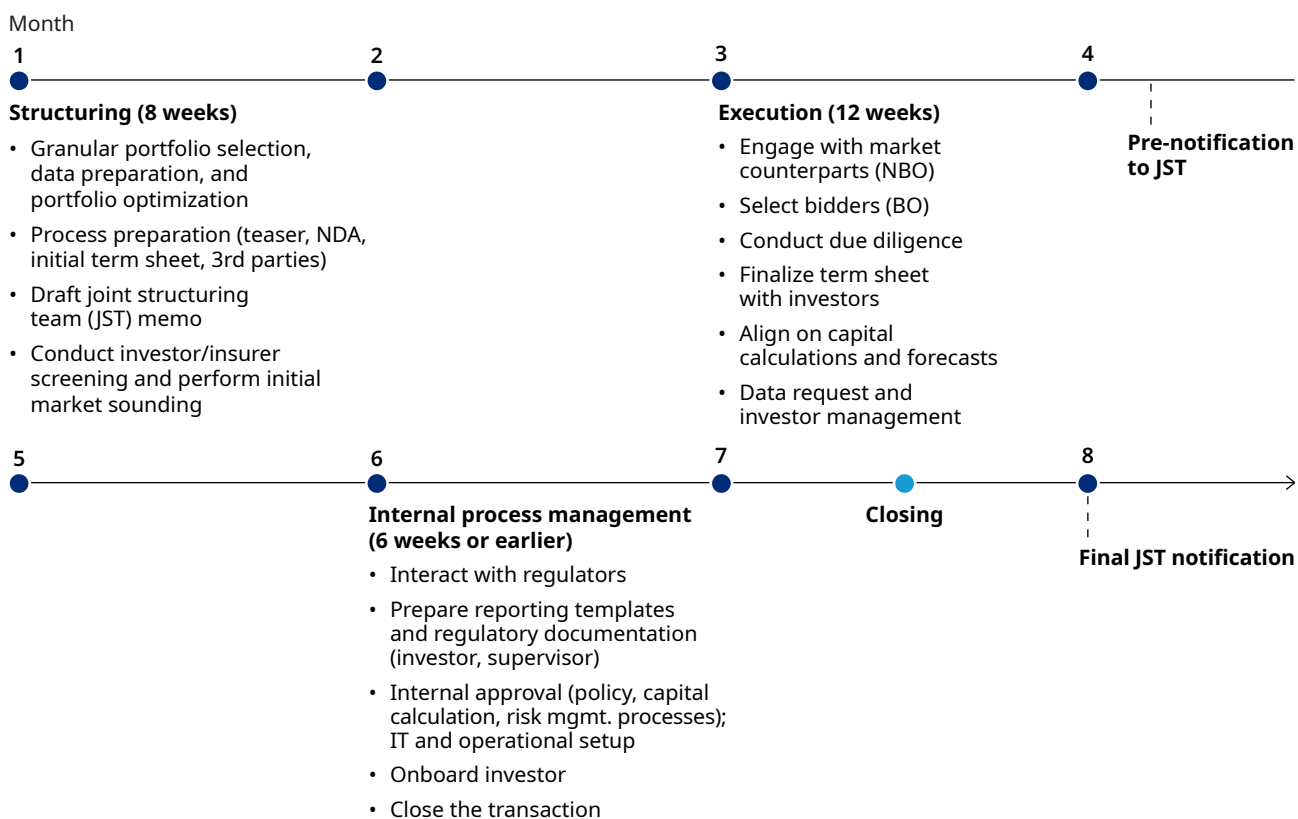 Month
1
2
3
4
Structuring (8 weeks)
• Granular portfolio selection,
data preparation, and
portfolio optimization
• Process preparation (teaser, NDA,
initial term sheet, 3rd parties)
• Draft joint structuring
team (JST) memo
• Conduct investor/insurer
screening and perform initial
market sounding
Execution (12 weeks)
• Engage with market
counterparts (NBO)
• Select bidders (BO)
• Conduct due diligence
• Finalize term sheet
with investors
• Align on capital
calculations and forecasts
• Data request and
investor management
Pre-notification
to JST
5
6
7
8
Internal process management
(6 weeks or earlier)
• Interact with regulators
• Prepare reporting templates
and regulatory documentation
(investor, supervisor)
• Internal approval (policy, capital
calculation, risk mgmt. processes);
IT and operational setup
• Onboard investor
• Close the transaction
Closing
Final JST notification